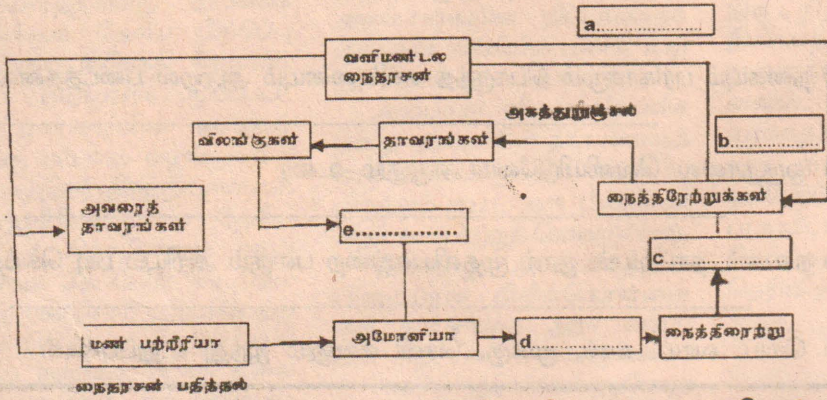 a....................
வளிமண்டல
நைதரசன்
அகத்துறிஞ்சல்
விலங்குகள்
தாவரங்கள்
b................
அவரைத்
தாவரங்கள்
நைத்திரேற்றுக்கள்
e................
c
மண் பற்றீரியா
அமோனியா
d................
நைத்திரைற்று
நைதரசன் பதித்தல்